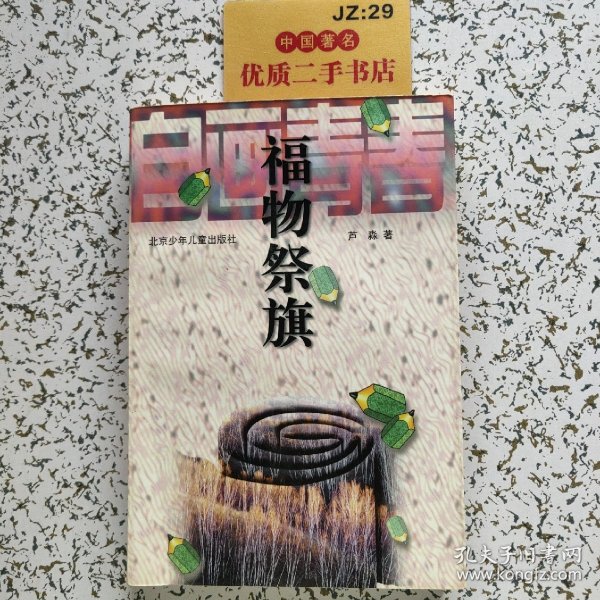 JZ:29
中国著名
优质二手书店
自画青春
福物祭旗
北京少年儿童出版社
芦淼著
孔夫子旧书网
www.kongfz.com